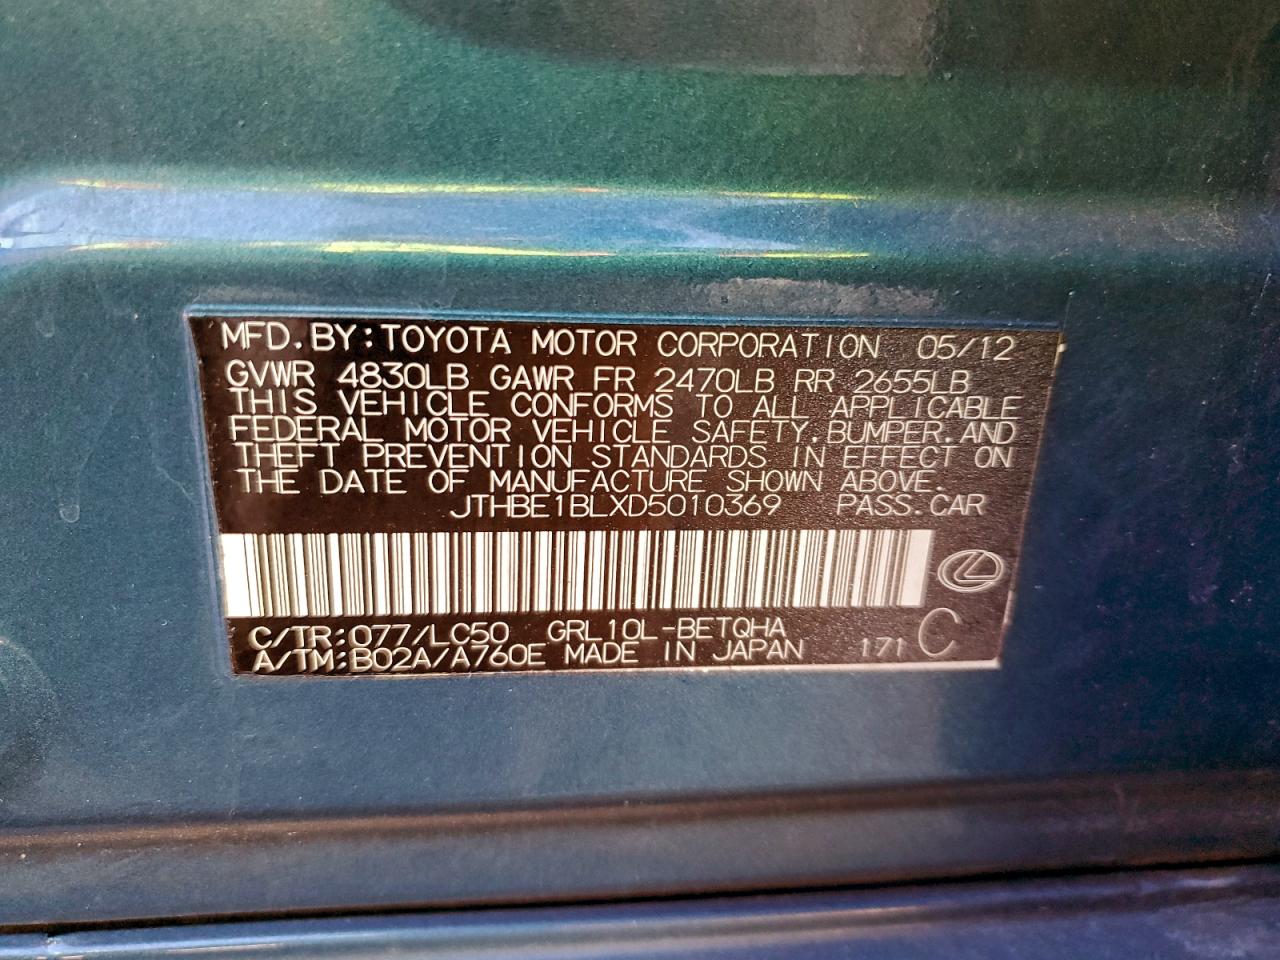 MFD. BY: TOYOTA MOTOR CORPORATION 05/12
GVWR 4830LB GAWR FR 2470LB RR 2655LB
THIS VEHICLE CONFORMS TO ALL APPLICABLE
FEDERAL MOTOR VEHICLE SAFETY.BUMPER.AND
THEFT PREVENTION STANDARDS IN EFFECT ON
THE DATE OF MANUFACTURE SHOWN ABOVE.
JTHBE1BLXD5010369 PASS.CAR
C/TR:077/LC50 GRL10L-BETQHA
A/TM:B02A/A760E MADE IN JAPAN 171 C